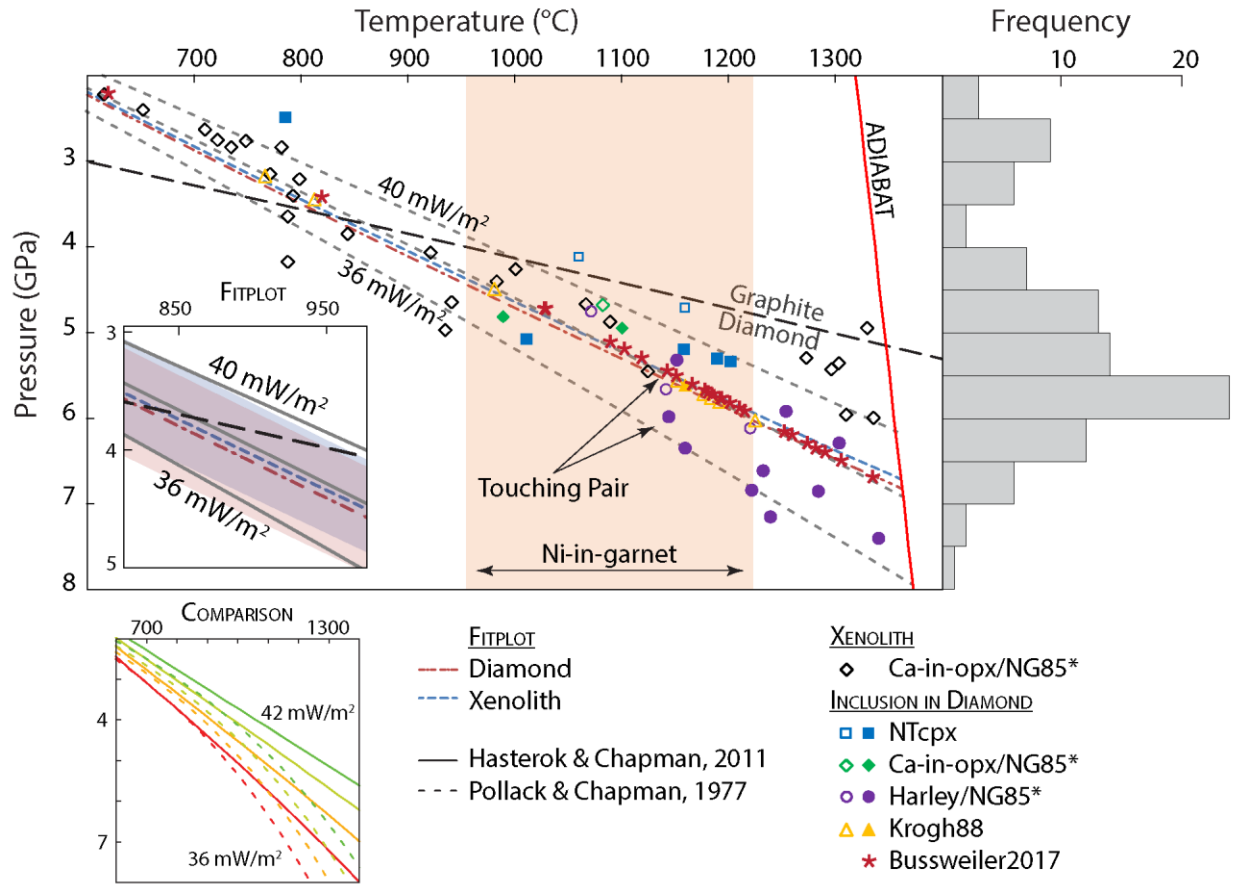 Temperature (°C)
Frequency
700 800 900 1000 1100 1200 1300
10 20
Pressure (GPa)
3
4
5
6
7
8
40 mW/m²
36 mW/m²
ADIABAT
Graphite
Diamond
Touching Pair
Ni-in-garnet
FITPLOT
850 950
3
4
5
40 mW/m²
36 mW/m²
COMPARISON
700 1300
4
7
42 mW/m²
36 mW/m²
FITPLOT
Diamond
Xenolith
Hasterok & Chapman, 2011
Pollack & Chapman, 1977
XENOLITH
Ca-in-opx/NG85*
INCLUSION IN DIAMOND
NTcpx
Ca-in-opx/NG85*
Harley/NG85*
Krogh88
Bussweiler2017